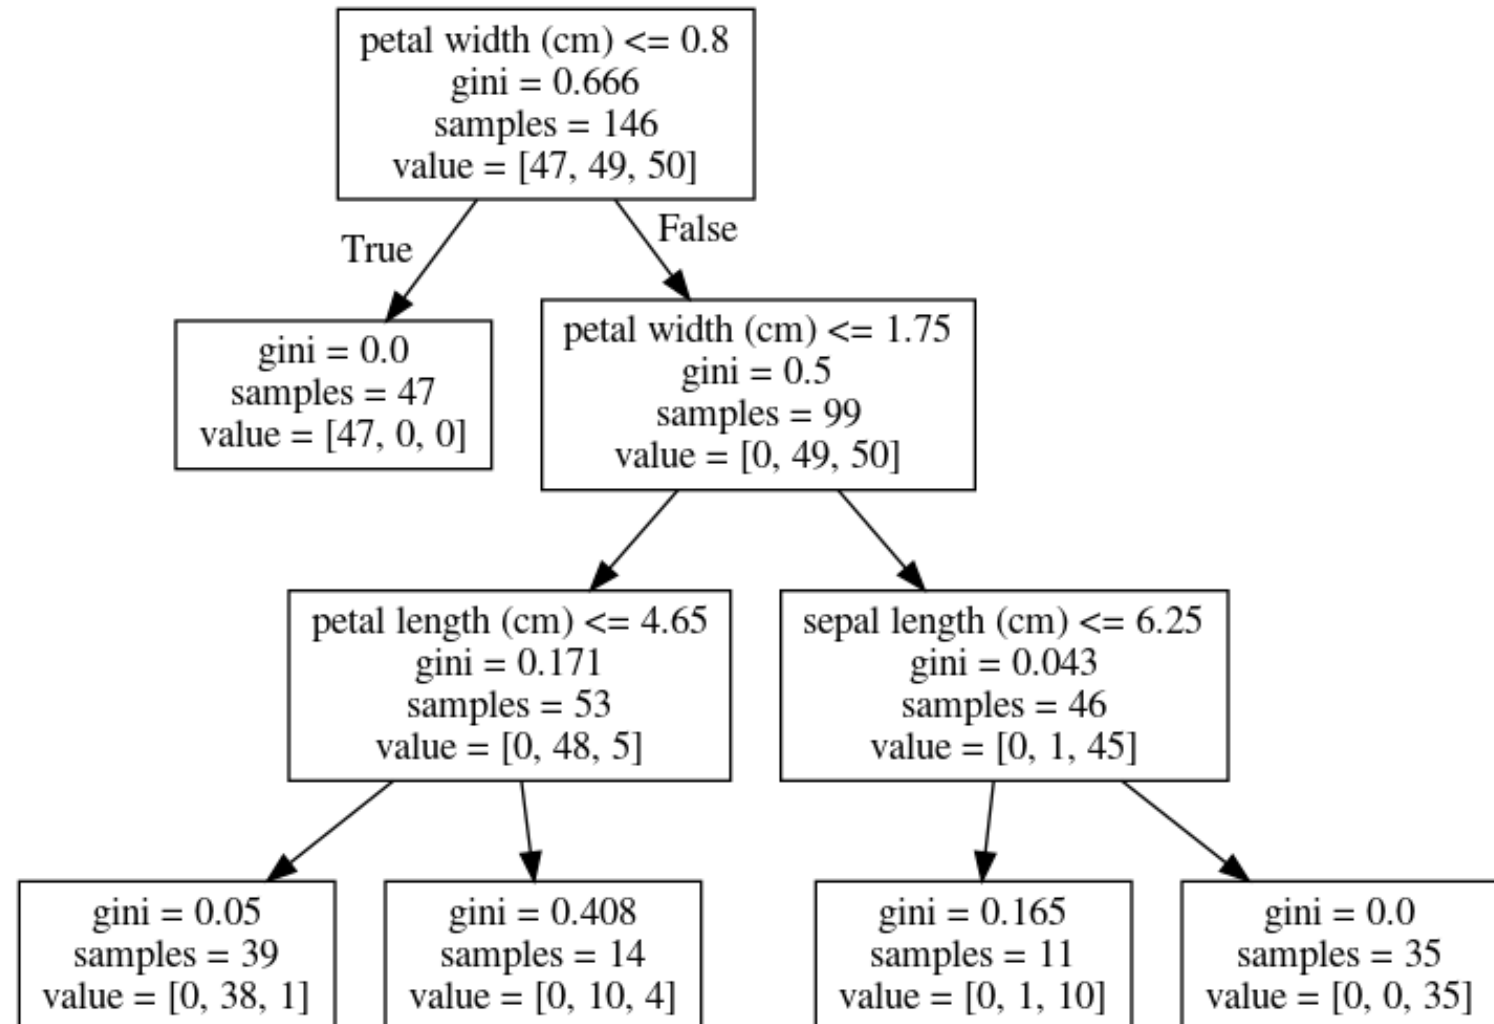 petal width (cm) <= 0.8
gini = 0.666
samples = 146
value = [47, 49, 50]
True
False
gini = 0.0
samples = 47
value = [47, 0, 0]
petal width (cm) <= 1.75
gini = 0.5
samples = 99
value = [0, 49, 50]
petal length (cm) <= 4.65
gini = 0.171
samples = 53
value = [0, 48, 5]
sepal length (cm) <= 6.25
gini = 0.043
samples = 46
value = [0, 1, 45]
gini = 0.05
samples = 39
value = [0, 38, 1]
gini = 0.408
samples = 14
value = [0, 10, 4]
gini = 0.165
samples = 11
value = [0, 1, 10]
gini = 0.0
samples = 35
value = [0, 0, 35]